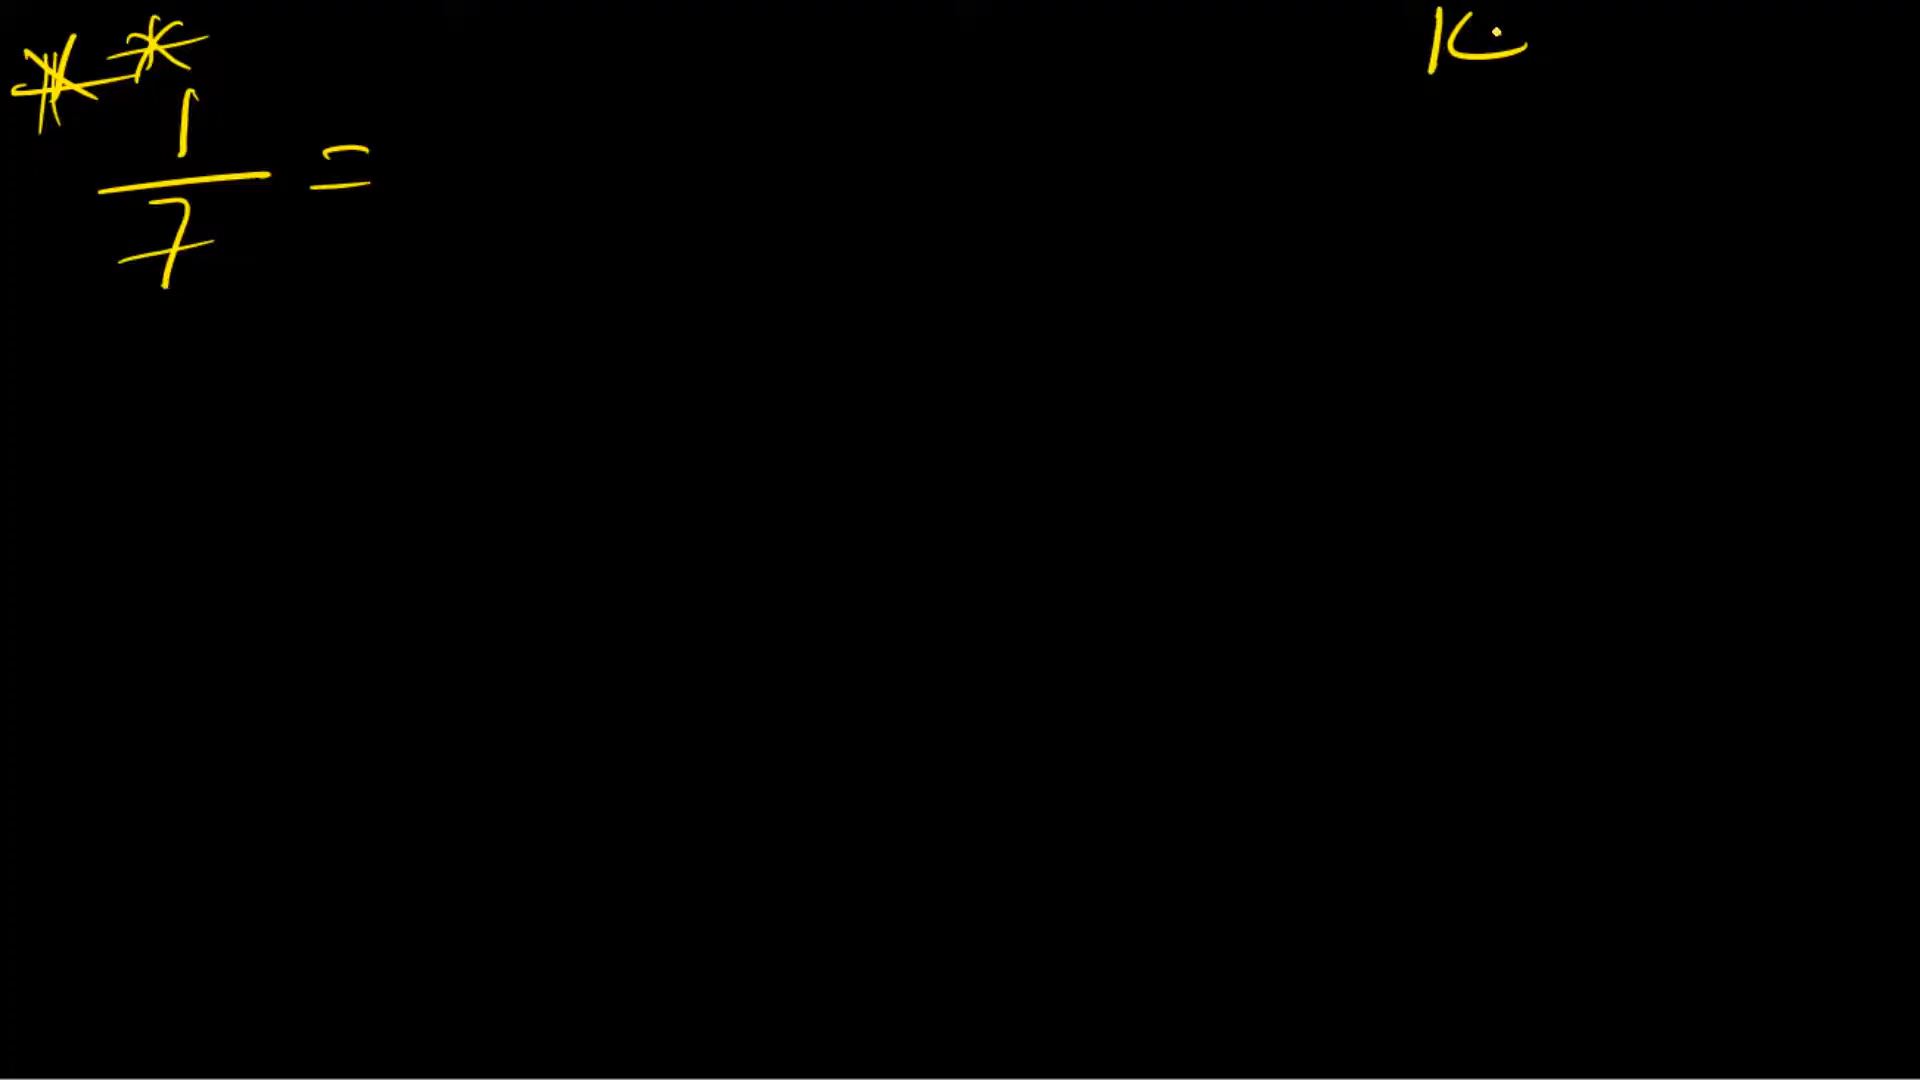 **
1/7 =